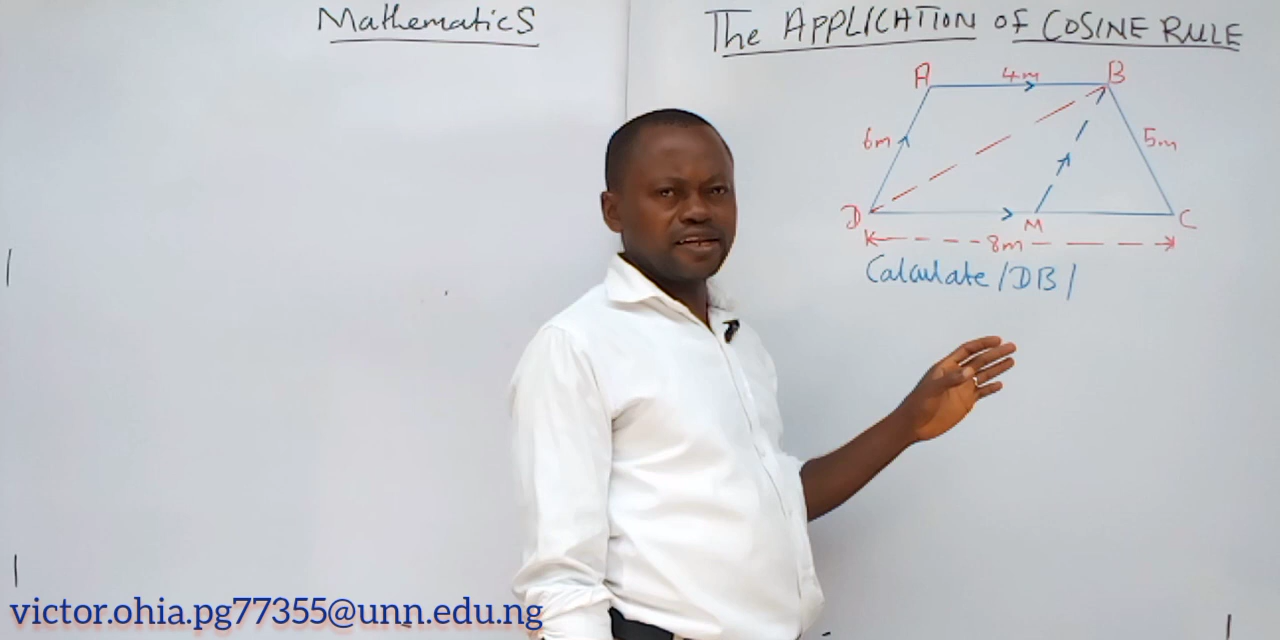 Mathematics
The APPLICATION OF COSINE RULE
A 4m B
6m 5m
D M C
8m
Calculate /DB/
victor.ohia.pg77355@unn.edu.ng